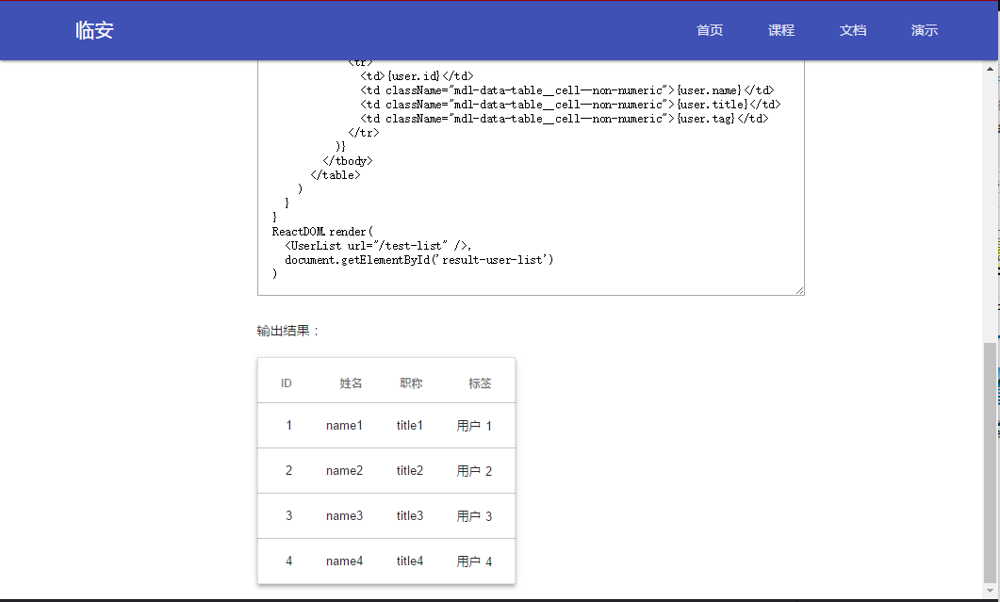 临安
首页 课程 文档 演示
<tr>
<td>{user.id}</td>
<td className="mdl-data-table__cell--non-numeric">{user.name}</td>
<td className="mdl-data-table__cell--non-numeric">{user.title}</td>
<td className="mdl-data-table__cell--non-numeric">{user.tag}</td>
</tr>
)}
</tbody>
</table>
)
}
}
ReactDOM.render(
<UserList url="/test-list" />,
document.getElementById('result-user-list')
)
输出结果：
ID 姓名 职称 标签
1 name1 title1 用户 1
2 name2 title2 用户 2
3 name3 title3 用户 3
4 name4 title4 用户 4